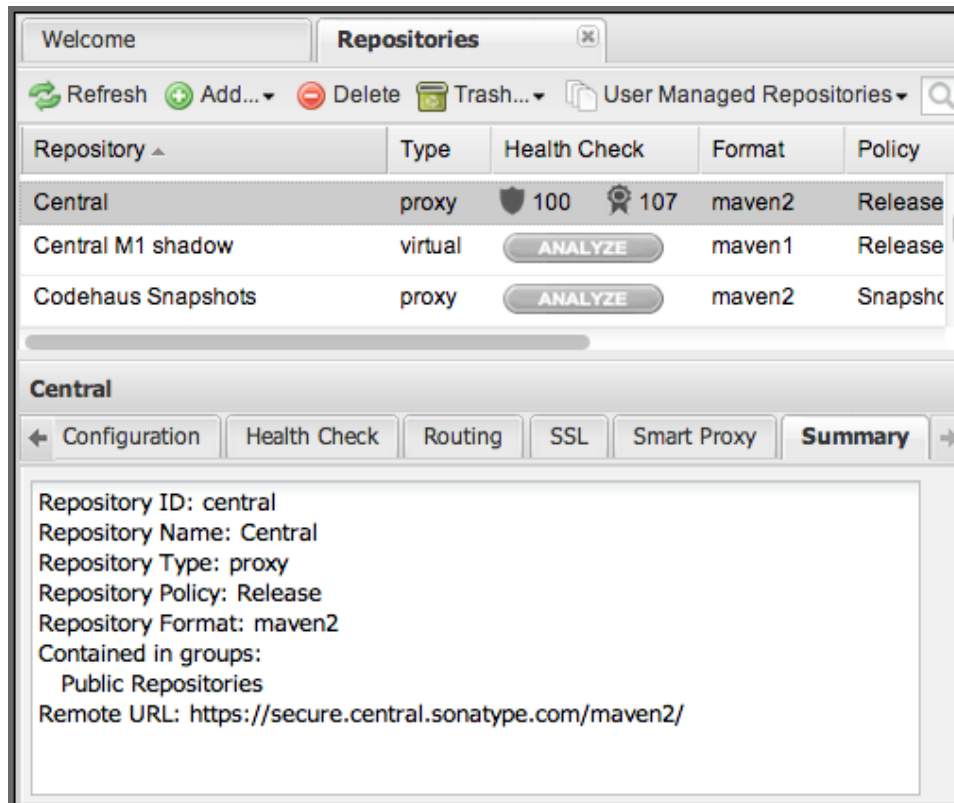 Welcome Repositories
Refresh Add... Delete Trash... User Managed Repositories
Repository Type Health Check Format Policy
Central proxy 100 107 maven2 Release
Central M1 shadow virtual ANALYZE maven1 Release
Codehaus Snapshots proxy ANALYZE maven2 Snapsho
Central
Configuration Health Check Routing SSL Smart Proxy Summary
Repository ID: central
Repository Name: Central
Repository Type: proxy
Repository Policy: Release
Repository Format: maven2
Contained in groups:
Public Repositories
Remote URL: https://secure.central.sonatype.com/maven2/